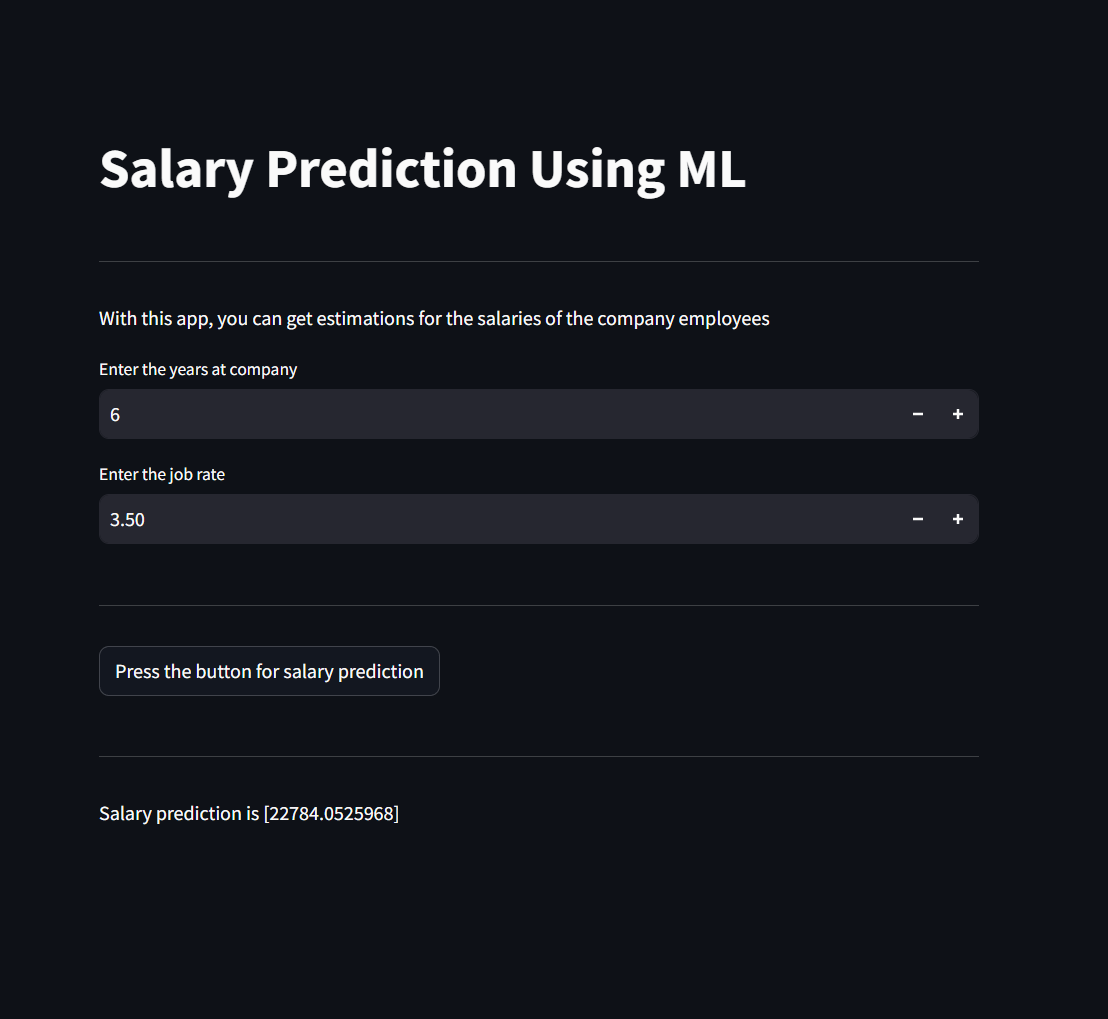 Salary Prediction Using ML
With this app, you can get estimations for the salaries of the company employees
Enter the years at company
6 − +
Enter the job rate
3.50 − +
Press the button for salary prediction
Salary prediction is [22784.0525968]